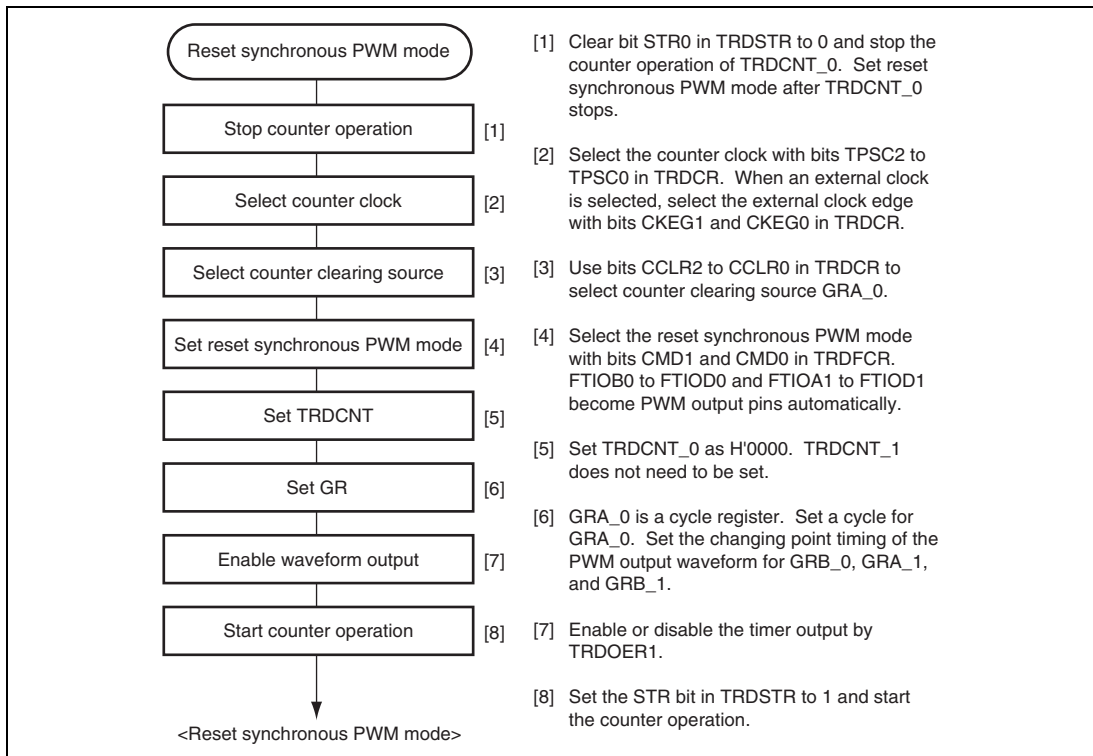 Reset synchronous PWM mode
Stop counter operation [1]
Select counter clock [2]
Select counter clearing source [3]
Set reset synchronous PWM mode [4]
Set TRDCNT [5]
Set GR [6]
Enable waveform output [7]
Start counter operation [8]
<Reset synchronous PWM mode>
[1] Clear bit STR0 in TRDSTR to 0 and stop the
counter operation of TRDCNT_0. Set reset
synchronous PWM mode after TRDCNT_0
stops.
[2] Select the counter clock with bits TPSC2 to
TPSC0 in TRDCR. When an external clock
is selected, select the external clock edge
with bits CKEG1 and CKEG0 in TRDCR.
[3] Use bits CCLR2 to CCLR0 in TRDCR to
select counter clearing source GRA_0.
[4] Select the reset synchronous PWM mode
with bits CMD1 and CMD0 in TRDFCR.
FTIOB0 to FTIOD0 and FTIOA1 to FTIOD1
become PWM output pins automatically.
[5] Set TRDCNT_0 as H'0000. TRDCNT_1
does not need to be set.
[6] GRA_0 is a cycle register. Set a cycle for
GRA_0. Set the changing point timing of the
PWM output waveform for GRB_0, GRA_1,
and GRB_1.
[7] Enable or disable the timer output by
TRDOER1.
[8] Set the STR bit in TRDSTR to 1 and start
the counter operation.